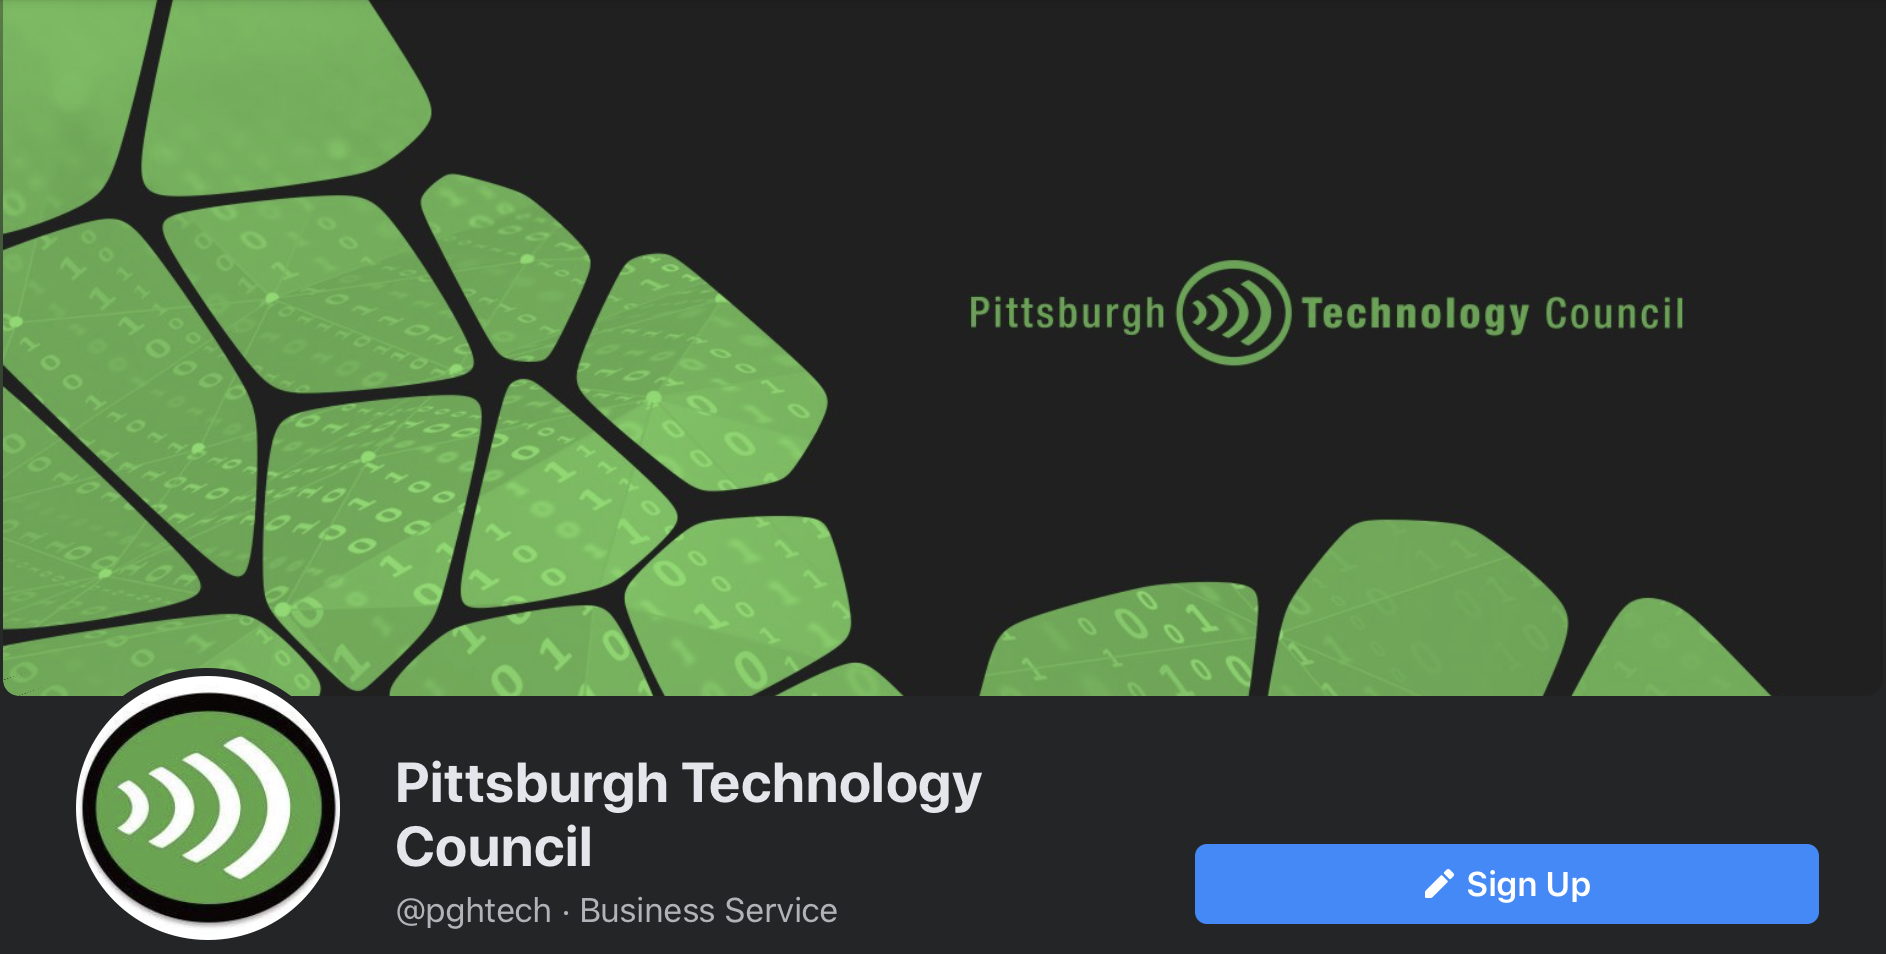 Pittsburgh Technology Council
Pittsburgh Technology
Council
@pghtech · Business Service
Sign Up